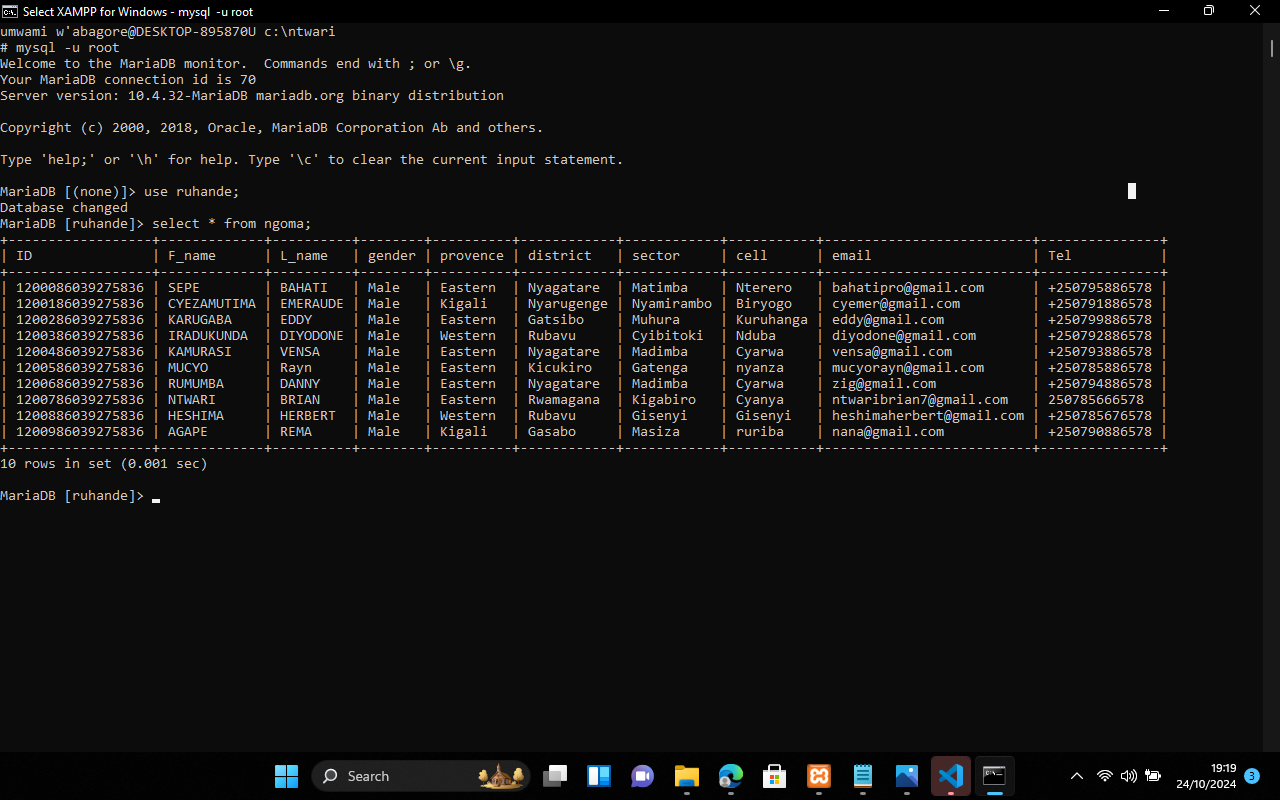 Select XAMPP for Windows - mysql  -u root
umwami w'abagore@DESKTOP-895870U c:\ntwari
# mysql -u root
Welcome to the MariaDB monitor.  Commands end with ; or \g.
Your MariaDB connection id is 70
Server version: 10.4.32-MariaDB mariadb.org binary distribution
Copyright (c) 2000, 2018, Oracle, MariaDB Corporation Ab and others.
Type 'help;' or '\h' for help. Type '\c' to clear the current input statement.
MariaDB [(none)]> use ruhande;
Database changed
MariaDB [ruhande]> select * from ngoma;
+------------------+-------------+----------+--------+----------+------------+------------+-----------+--------------------------+---------------+
| ID               | F_name      | L_name   | gender | provence | district   | sector     | cell      | email                    | Tel           |
+------------------+-------------+----------+--------+----------+------------+------------+-----------+--------------------------+---------------+
| 1200086039275836 | SEPE        | BAHATI   | Male   | Eastern  | Nyagatare  | Matimba    | Nterero   | bahatipro@gmail.com      | +250795886578 |
| 1200186039275836 | CYEZAMUTIMA | EMERAUDE | Male   | Kigali   | Nyarugenge | Nyamirambo | Biryogo   | cyemer@gmail.com         | +250791886578 |
| 1200286039275836 | KARUGABA    | EDDY     | Male   | Eastern  | Gatsibo    | Muhura     | Kuruhanga | eddy@gmail.com           | +250799886578 |
| 1200386039275836 | IRADUKUNDA  | DIYODONE | Male   | Western  | Rubavu     | Cyibitoki  | Nduba     | diyodone@gmail.com       | +250792886578 |
| 1200486039275836 | KAMURASI    | VENSA    | Male   | Eastern  | Nyagatare  | Madimba    | Cyarwa    | vensa@gmail.com          | +250793886578 |
| 1200586039275836 | MUCYO       | Rayn     | Male   | Eastern  | Kicukiro   | Gatenga    | nyanza    | mucyorayn@gmail.com      | +250785886578 |
| 1200686039275836 | RUMUMBA     | DANNY    | Male   | Eastern  | Nyagatare  | Madimba    | Cyarwa    | zig@gmail.com            | +250794886578 |
| 1200786039275836 | NTWARI      | BRIAN    | Male   | Eastern  | Rwamagana  | Kigabiro   | Cyanya    | ntwaribrian7@gmail.com   | 250785666578  |
| 1200886039275836 | HESHIMA     | HERBERT  | Male   | Western  | Rubavu     | Gisenyi    | Gisenyi   | heshimaherbert@gmail.com | +250785676578 |
| 1200986039275836 | AGAPE       | REMA     | Male   | Kigali   | Gasabo     | Masiza     | ruriba    | nana@gmail.com           | +250790886578 |
+------------------+-------------+----------+--------+----------+------------+------------+-----------+--------------------------+---------------+
10 rows in set (0.001 sec)
MariaDB [ruhande]>
Search
19:19
24/10/2024
3